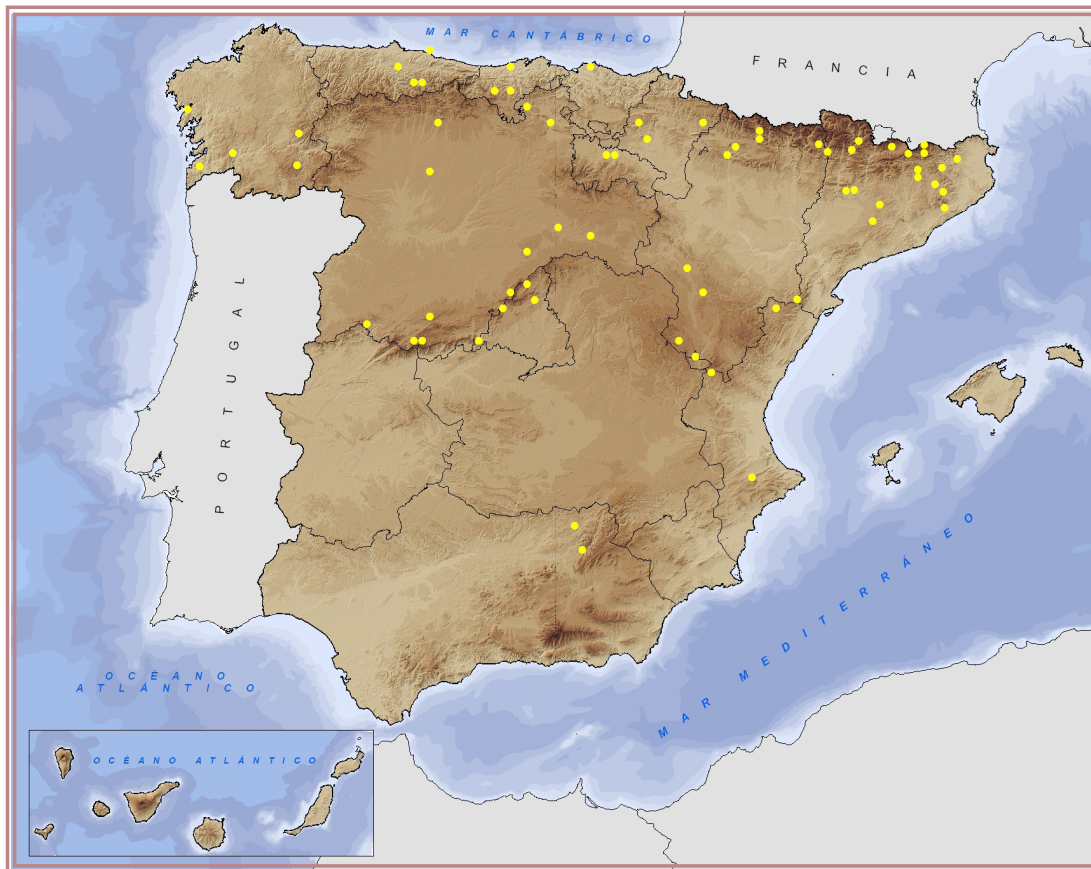 MAR CANTÁBRICO
FRANCIA
PORTUGAL
MAR MEDITERRÁNEO
OCÉANO
ATLÁNTICO
OCÉANO ATLÁNTICO